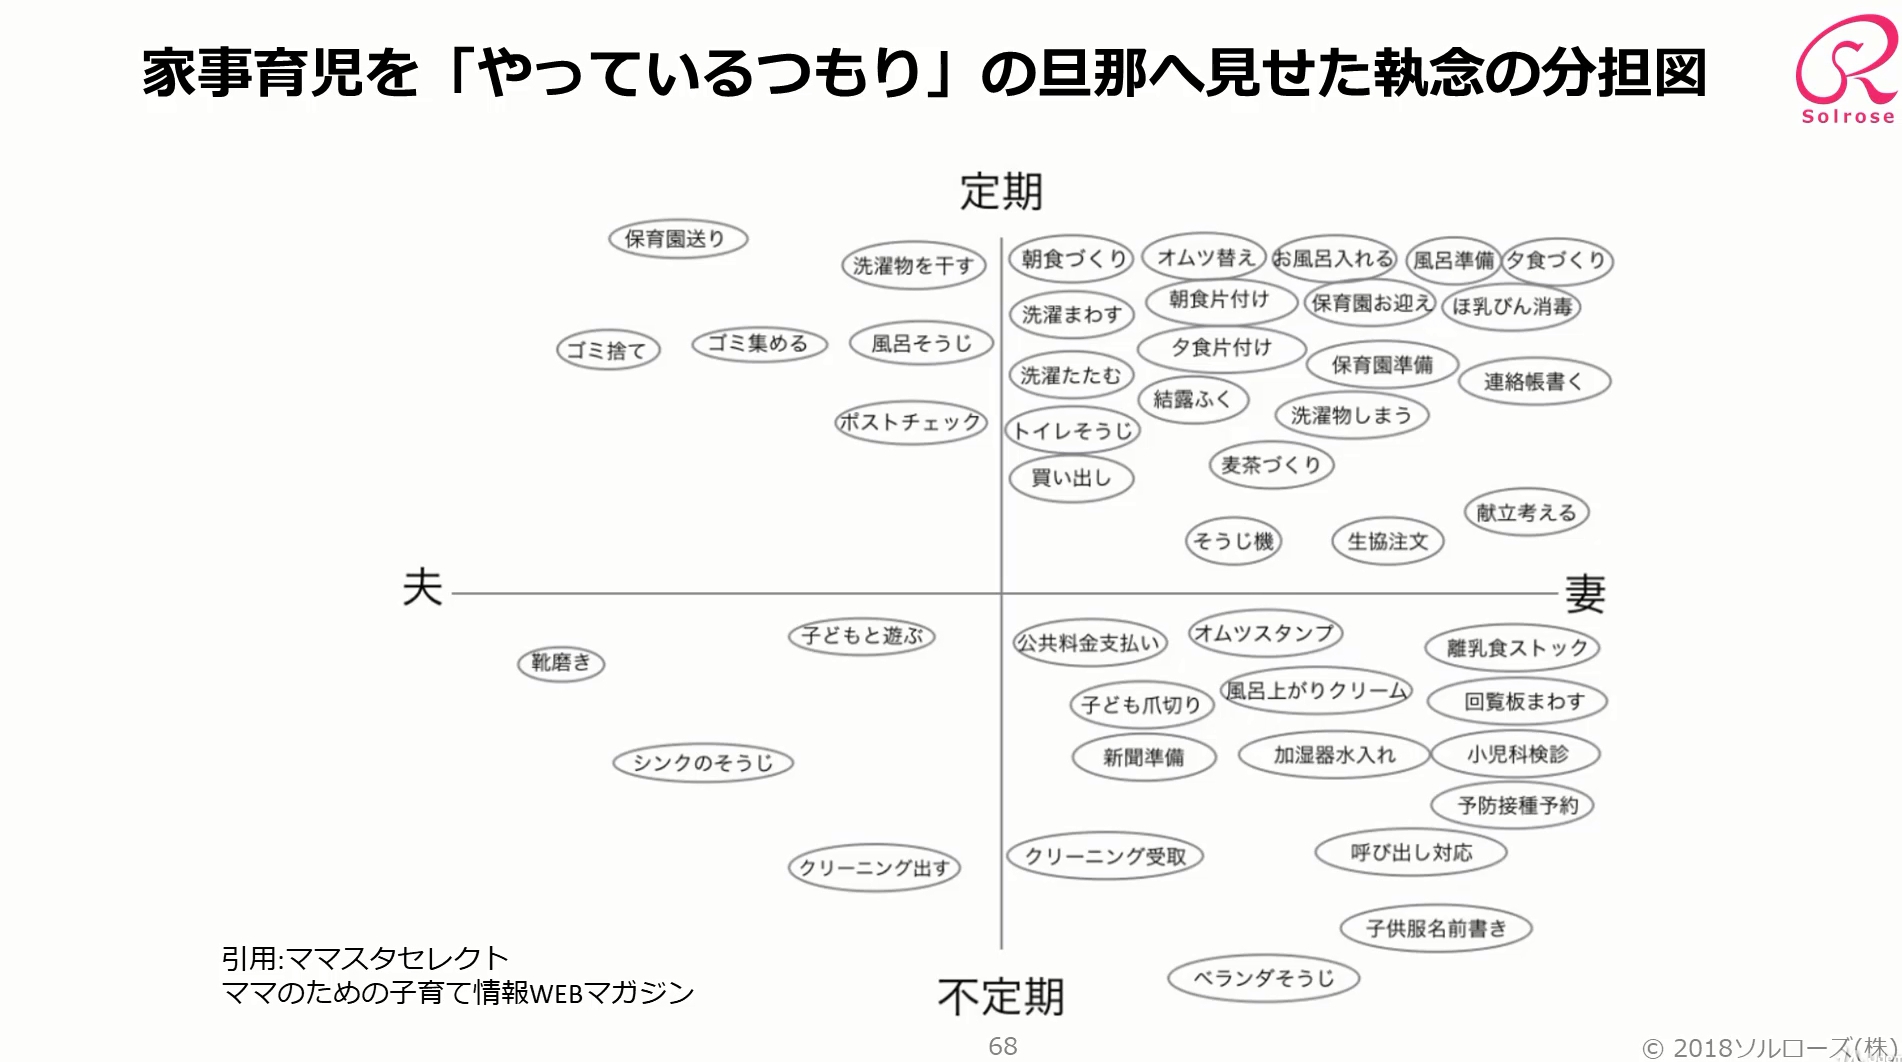 家事育児を「やっているつもり」の旦那へ見せた執念の分担図
Solrose
定期
保育園送り
洗濯物を干す
ゴミ捨て
ゴミ集める
風呂そうじ
ポストチェック
朝食づくり
オムツ替え
お風呂入れる
風呂準備
夕食づくり
洗濯まわす
朝食片付け
保育園お迎え
ほ乳びん消毒
夕食片付け
保育園準備
洗濯たたむ
連絡帳書く
結露ふく
洗濯物しまう
トイレそうじ
麦茶づくり
買い出し
献立考える
そうじ機
生協注文
夫
妻
子どもと遊ぶ
靴磨き
シンクのそうじ
クリーニング出す
公共料金支払い
オムツスタンプ
離乳食ストック
子ども爪切り
風呂上がりクリーム
回覧板まわす
新聞準備
加湿器水入れ
小児科検診
予防接種予約
クリーニング受取
呼び出し対応
子供服名前書き
ベランダそうじ
不定期
引用:ママスタセレクト
ママのための子育て情報WEBマガジン
68
© 2018ソルローズ(株)